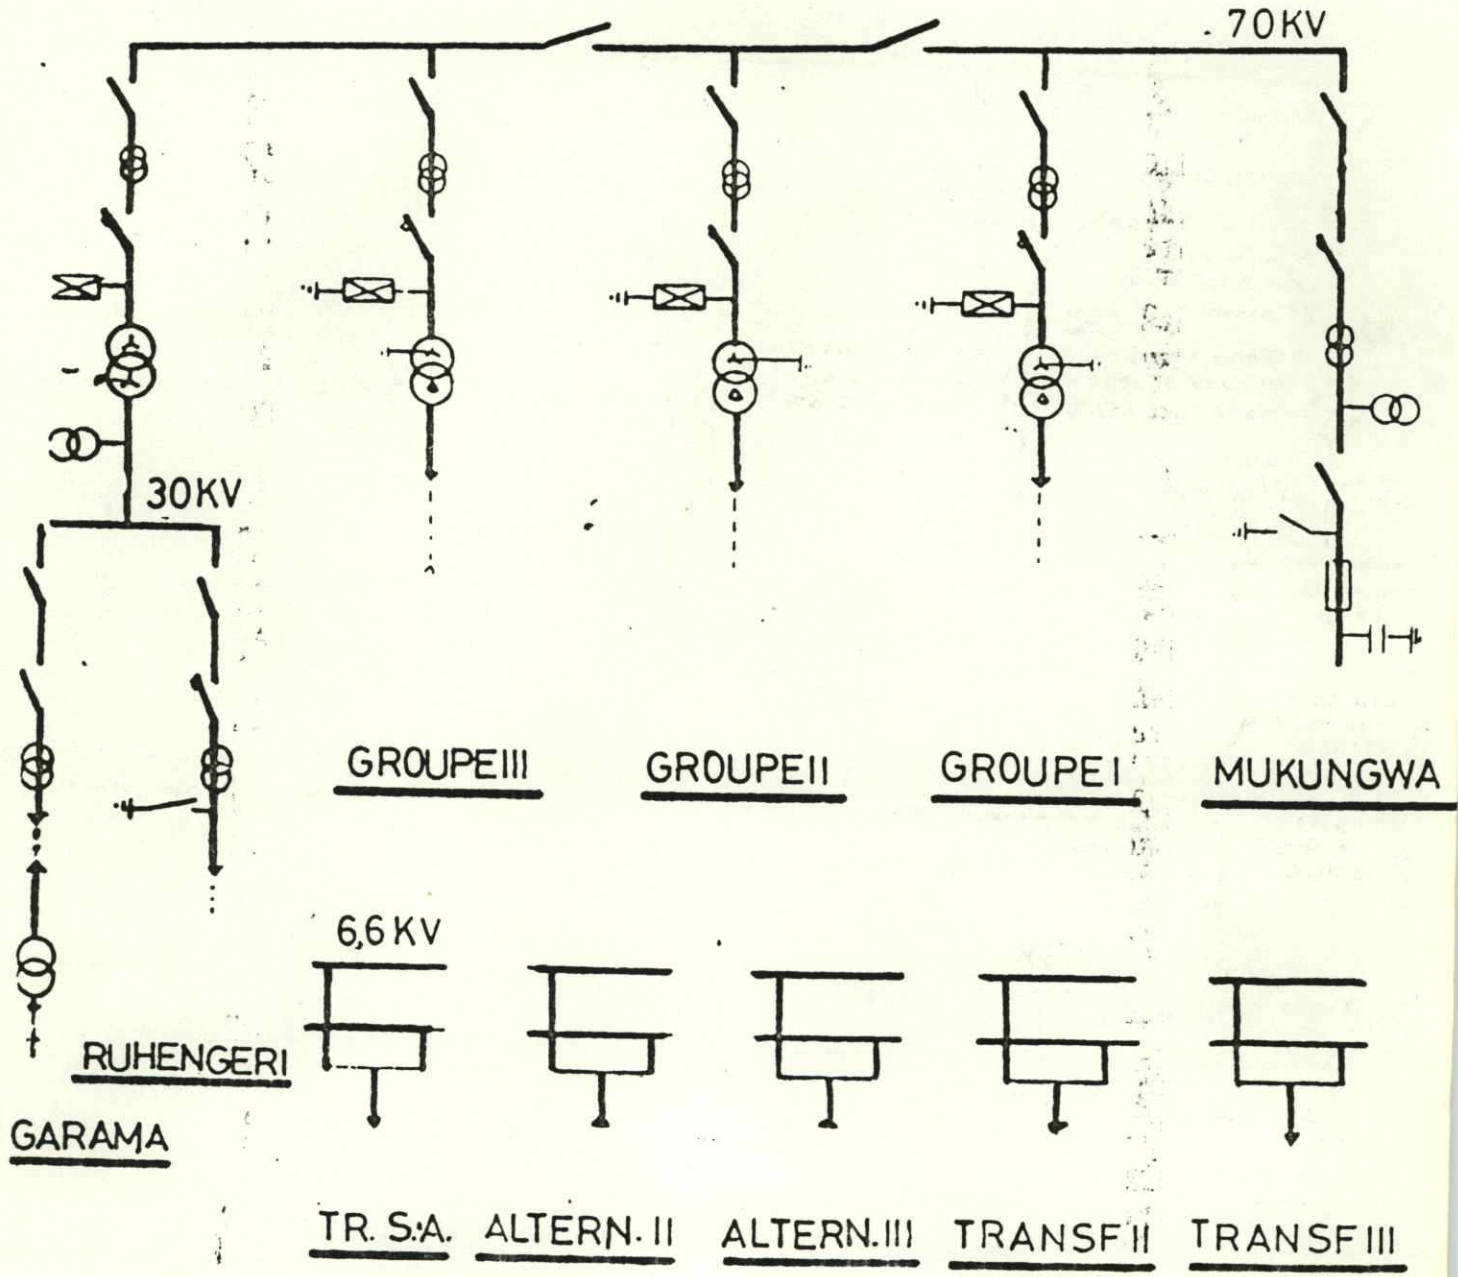 70KV
30KV
GROUPE III
GROUPE II
GROUPE I
MUKUNGWA
6,6 KV
RUHENGERI
GARAMA
TR. S.A.
ALTERN. II
ALTERN. III
TRANSF II
TRANSF III